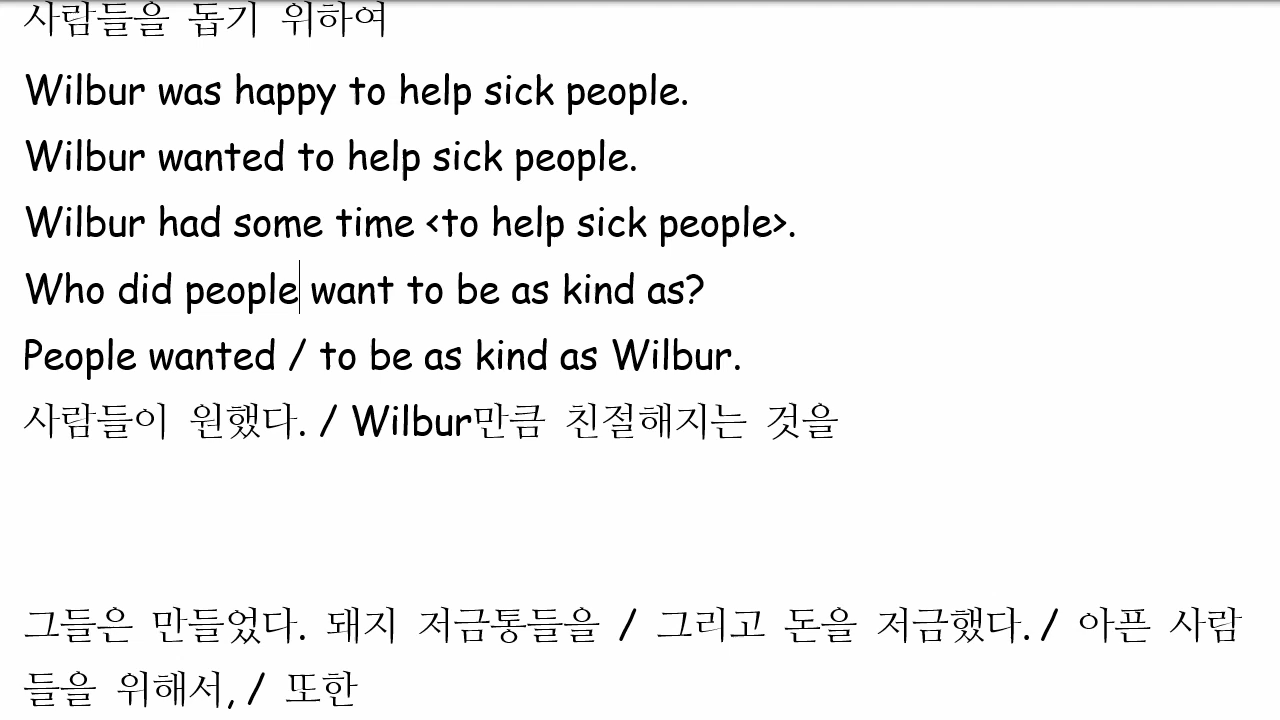 사람들을 돕기 위하여
Wilbur was happy to help sick people.
Wilbur wanted to help sick people.
Wilbur had some time <to help sick people>.
Who did people want to be as kind as?
People wanted / to be as kind as Wilbur.
사람들이 원했다. / Wilbur만큼 친절해지는 것을
그들은 만들었다. 돼지 저금통들을 / 그리고 돈을 저금했다. / 아픈 사람
들을 위해서, / 또한